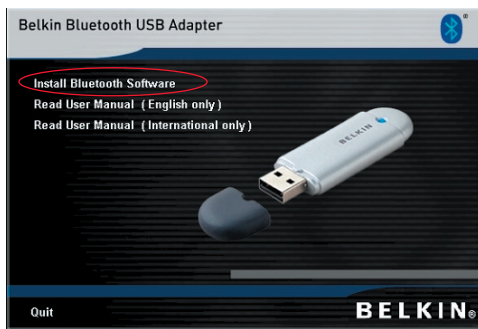 Belkin Bluetooth USB Adapter
Install Bluetooth Software
Read User Manual ( English only )
Read User Manual ( International only )
BELKIN
Quit
BELKIN®